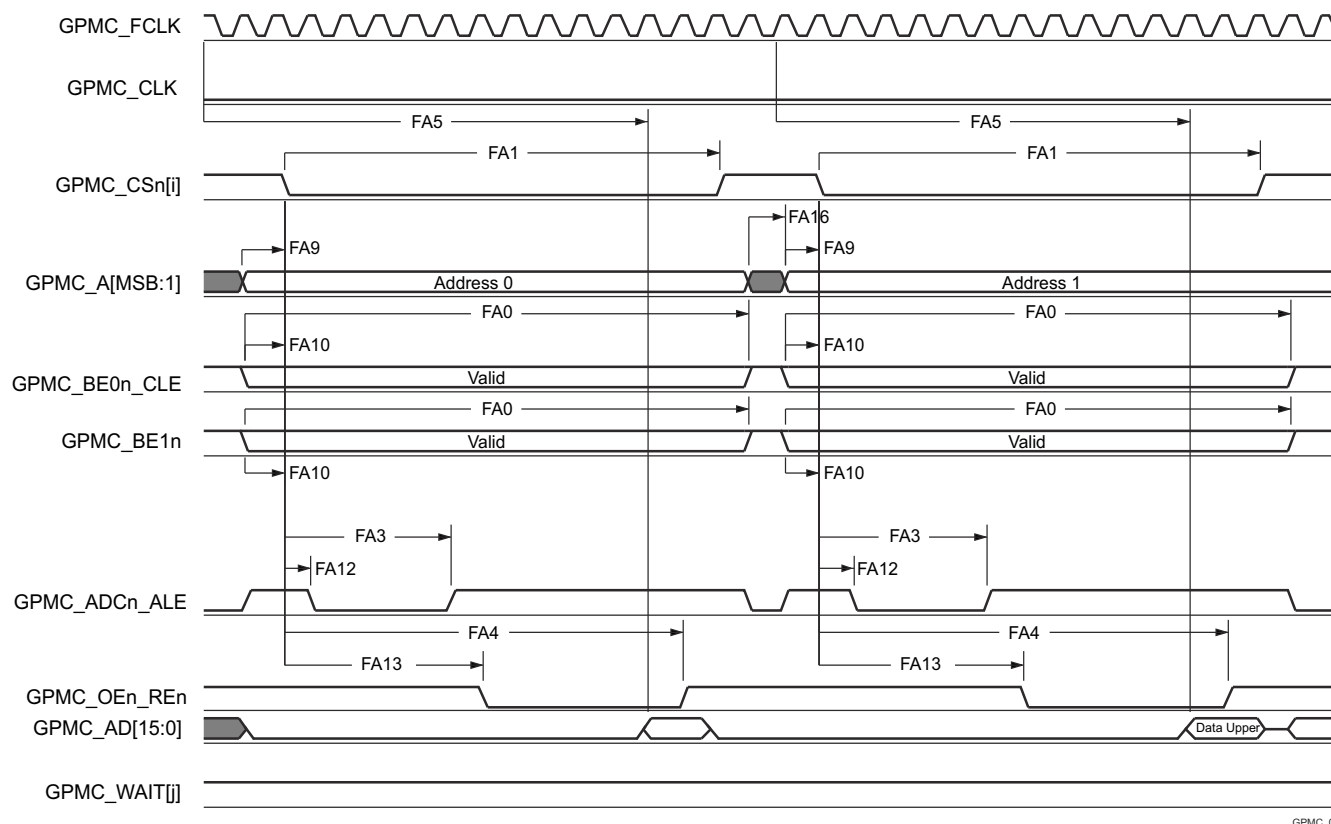 GPMC_FCLK
GPMC_CLK
FA5 FA5
FA1 FA1
GPMC_CSn[i]
FA16
FA9 FA9
GPMC_A[MSB:1] Address 0 Address 1
FA0 FA0
FA10 FA10
GPMC_BE0n_CLE Valid Valid
FA0 FA0
GPMC_BE1n Valid Valid
FA10 FA10
FA3 FA3
FA12 FA12
GPMC_ADCn_ALE
FA4 FA4
FA13 FA13
GPMC_OEn_REn
GPMC_AD[15:0] Data Upper
GPMC_WAIT[j]